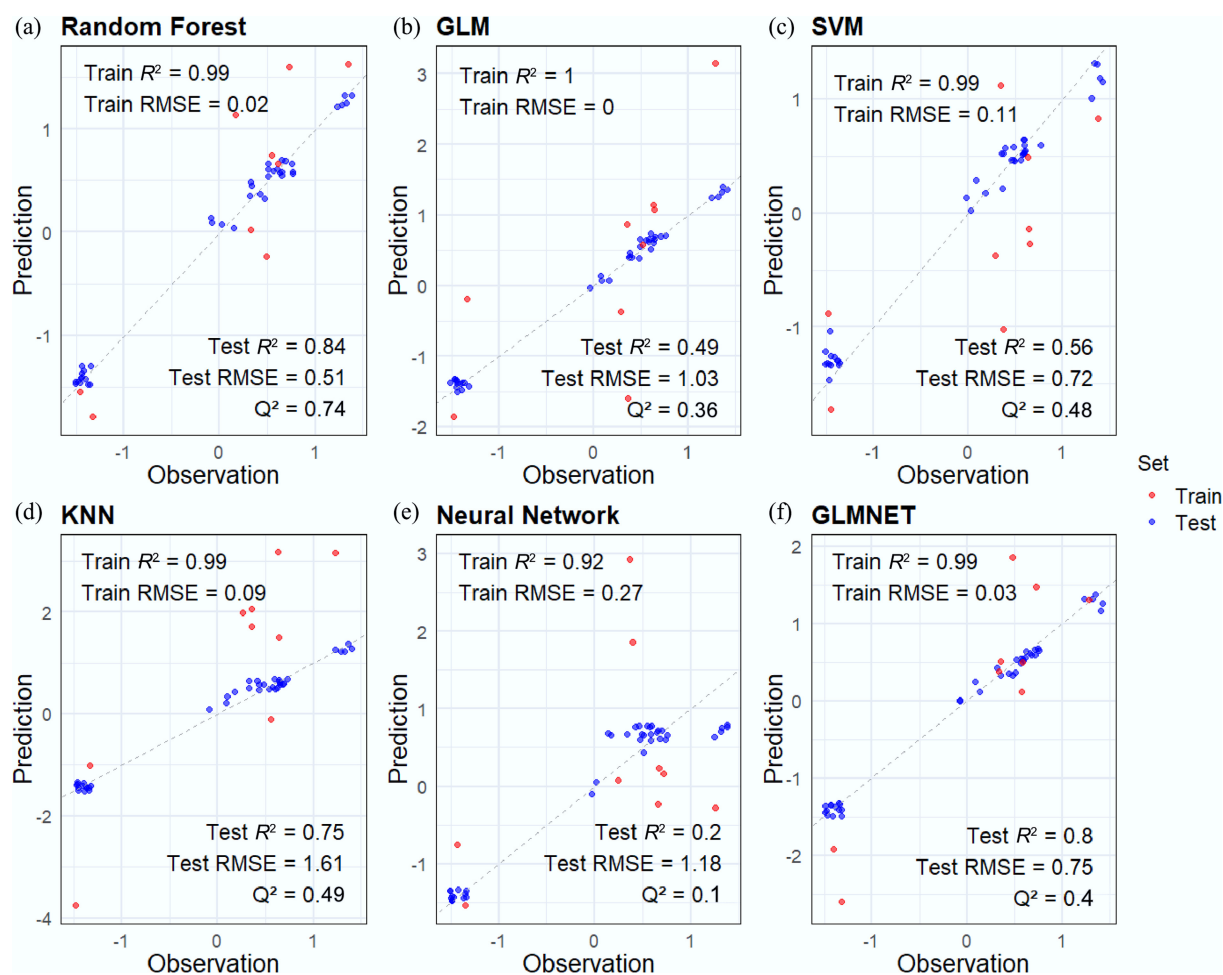 (a) Random Forest
Train R² = 0.99
Train RMSE = 0.02
Test R² = 0.84
Test RMSE = 0.51
Q² = 0.74
1
0
-1
Prediction
-1 0 1
Observation
(b) GLM
Train R² = 1
Train RMSE = 0
Test R² = 0.49
Test RMSE = 1.03
Q² = 0.36
3
2
1
0
-1
-2
Prediction
-1 0 1
Observation
(c) SVM
Train R² = 0.99
Train RMSE = 0.11
Test R² = 0.56
Test RMSE = 0.72
Q² = 0.48
1
0
-1
Prediction
-1 0 1
Observation
Set
Train
Test
(d) KNN
Train R² = 0.99
Train RMSE = 0.09
Test R² = 0.75
Test RMSE = 1.61
Q² = 0.49
2
0
-2
-4
Prediction
-1 0 1
Observation
(e) Neural Network
Train R² = 0.92
Train RMSE = 0.27
Test R² = 0.2
Test RMSE = 1.18
Q² = 0.1
3
2
1
0
-1
Prediction
-1 0 1
Observation
(f) GLMNET
Train R² = 0.99
Train RMSE = 0.03
Test R² = 0.8
Test RMSE = 0.75
Q² = 0.4
2
1
0
-1
-2
Prediction
-1 0 1
Observation